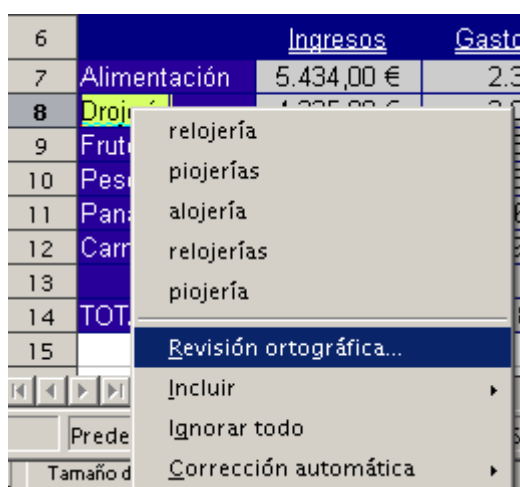 6 Ingresos
7 Alimentación 5.434,00 €
8
9
10
11
12
13
14
15
relojería
piojerías
alojería
relojerías
piojería
Revisión ortográfica...
Incluir
Ignorar todo
Corrección automática